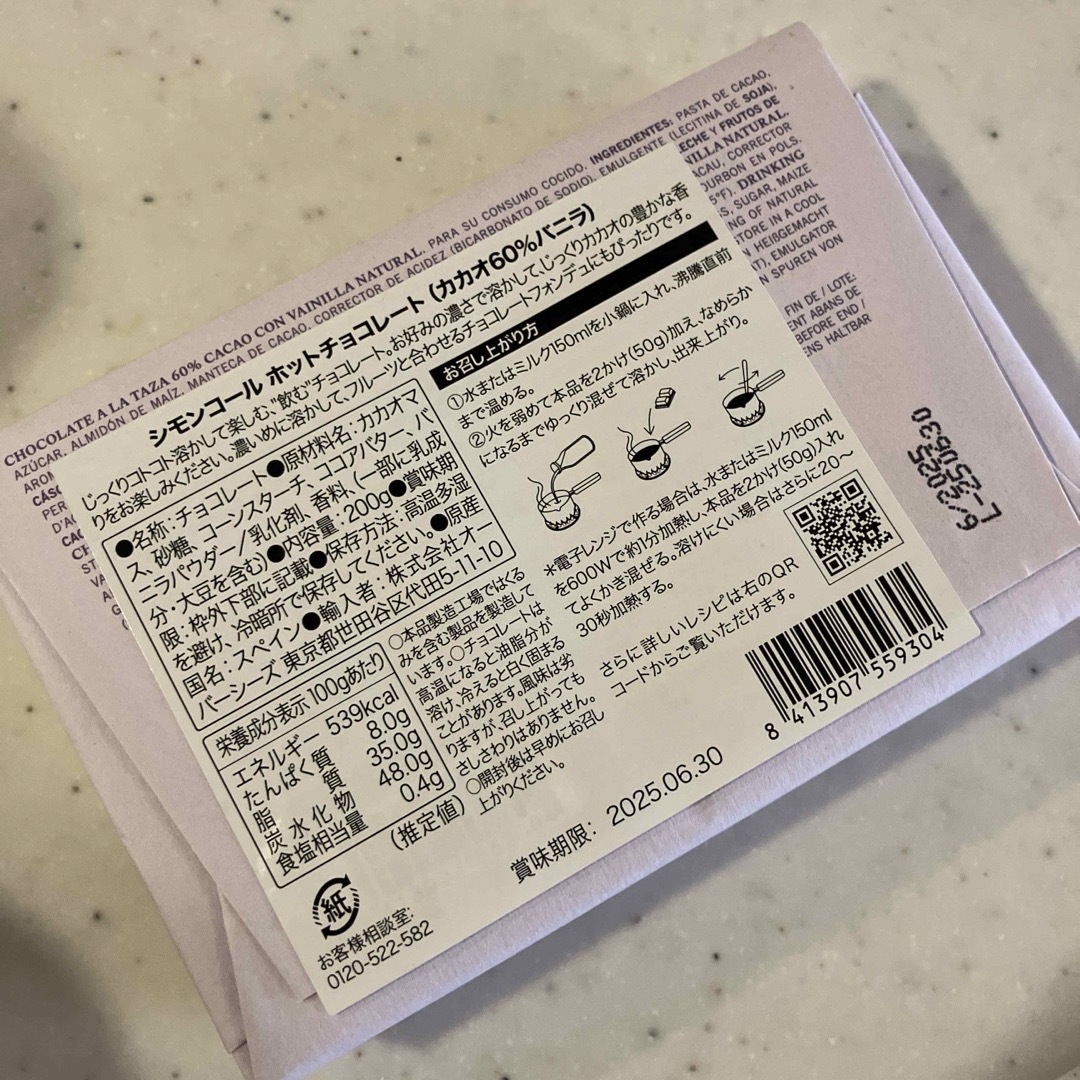 CHOCOLATE A LA TAZA 60% CACAO CON VAINILLA NATURAL. PARA SU CONSUMO COCIDO. INGREDIENTES: PASTA DE CACAO,
AZÚCAR, ALMIDÓN DE MAÍZ, MANTECA DE CACAO, CORRECTOR DE ACIDEZ (BICARBONATO DE SODIO), EMULGENTE (LECITINA DE SOJA),
LECHE Y FRUTOS DE
VAINILLA NATURAL.
CACAU, CORRECTOR
BOURBON EN POLS.
DRINKING
SUGAR, MAIZE
OF NATURAL
STORE IN A COOL
HEIßGEMACHT
EMULGATOR
SPUREN VON
FIN DE / LOTE:
ENT ABANS DE
BEFORE END /
HALTBAR
シモンコール ホットチョコレート (カカオ60%バニラ)
じっくりコトコト溶かして楽しむ、"飲む"チョコレート。お好みの濃さで溶かして、じっくりカカオの豊かな香
りをお楽しみください。濃いめに溶かして、フルーツと合わせるチョコレートフォンデュにもぴったりです。
●名称:チョコレート●原材料名:カカオマ
ス、砂糖、コーンスターチ、ココアバター、バ
ニラパウダー/乳化剤、香料、(一部に乳成
分・大豆を含む)●内容量:200g●賞味期
限:枠外下部に記載●保存方法:高温多湿
を避け、冷暗所で保存してください。●原産
国名:スペイン●輸入者:株式会社オー
バーシーズ 東京都世田谷区代田5-11-10
栄養成分表示 100gあたり
エネルギー 539kcal
たんぱく質 8.0g
脂質 35.0g
炭水化物 48.0g
食塩相当量 0.4g
(推定値)
○本品製造工場ではくる
みを含む製品を製造して
います。○チョコレートは
高温になると油脂分が
溶け、冷えると白く固まる
ことがあります。風味は劣
りますが、召し上がっても
さしさわりはありません。
○開封後は早めにお召し
上がりください。
お召し上がり方
①水またはミルク150mlを小鍋に入れ、沸騰直前
まで温める。
②火を弱めて本品を2かけ(50g)加え、なめらか
になるまでゆっくり混ぜて溶かし、出来上がり。
*電子レンジで作る場合は、水またはミルク150ml
を600Wで約1分加熱し、本品を2かけ(50g)入れ
てよくかき混ぜる。溶けにくい場合はさらに20〜
30秒加熱する。
さらに詳しいレシピは右のQR
コードからご覧いただけます。
8 413907 559304
賞味期限: 2025.06.30
紙
お客様相談室:
0120-522-582
6/2025
L-250630